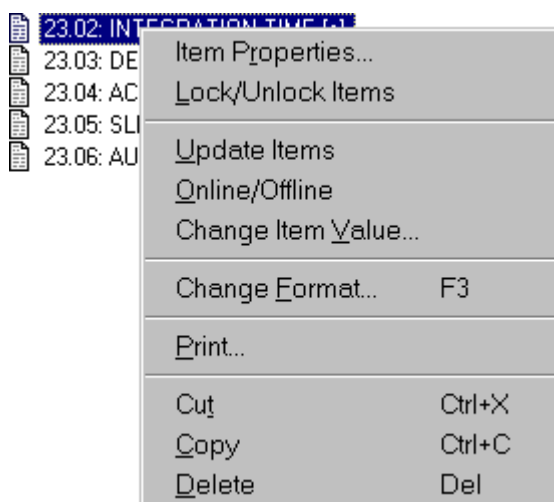 23.02: INTEGRATION TIME [s]
23.03: DE
23.04: AC
23.05: SLI
23.06: AU
Item Properties...
Lock/Unlock Items
Update Items
Online/Offline
Change Item Value...
Change Format... F3
Print...
Cut Ctrl+X
Copy Ctrl+C
Delete Del